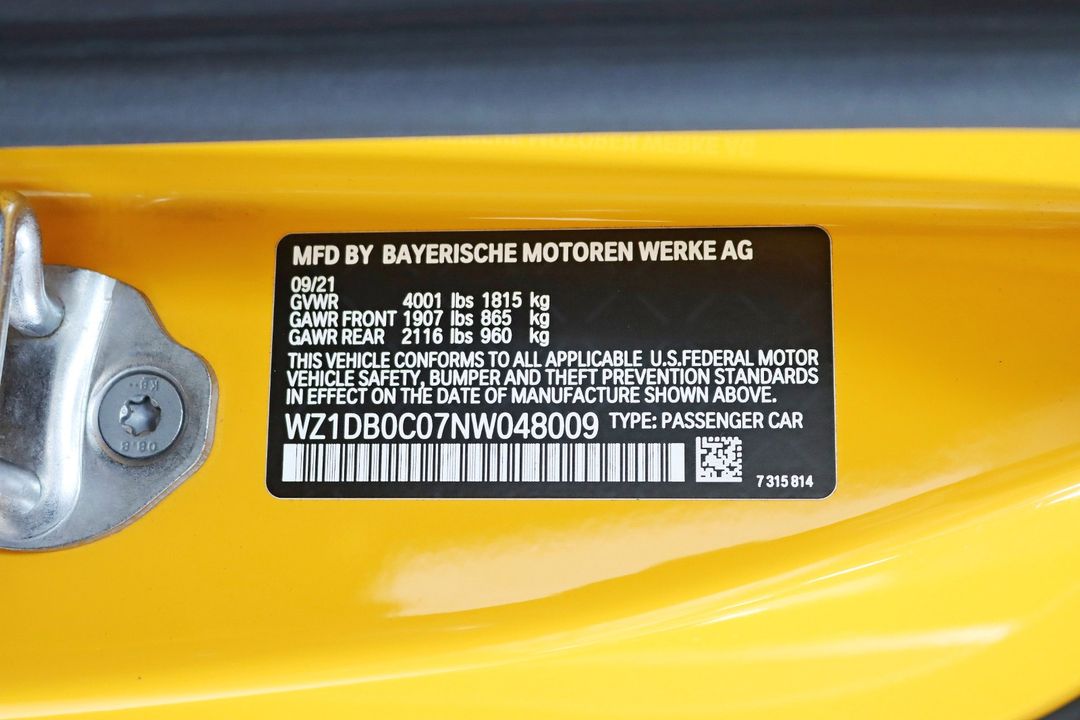 MFD BY BAYERISCHE MOTOREN WERKE AG
09/21
GVWR 4001 lbs 1815 kg
GAWR FRONT 1907 lbs 865 kg
GAWR REAR 2116 lbs 960 kg
THIS VEHICLE CONFORMS TO ALL APPLICABLE U.S.FEDERAL MOTOR
VEHICLE SAFETY, BUMPER AND THEFT PREVENTION STANDARDS
IN EFFECT ON THE DATE OF MANUFACTURE SHOWN ABOVE.
WZ1DB0C07NW048009 TYPE: PASSENGER CAR
7 315 814
8.8